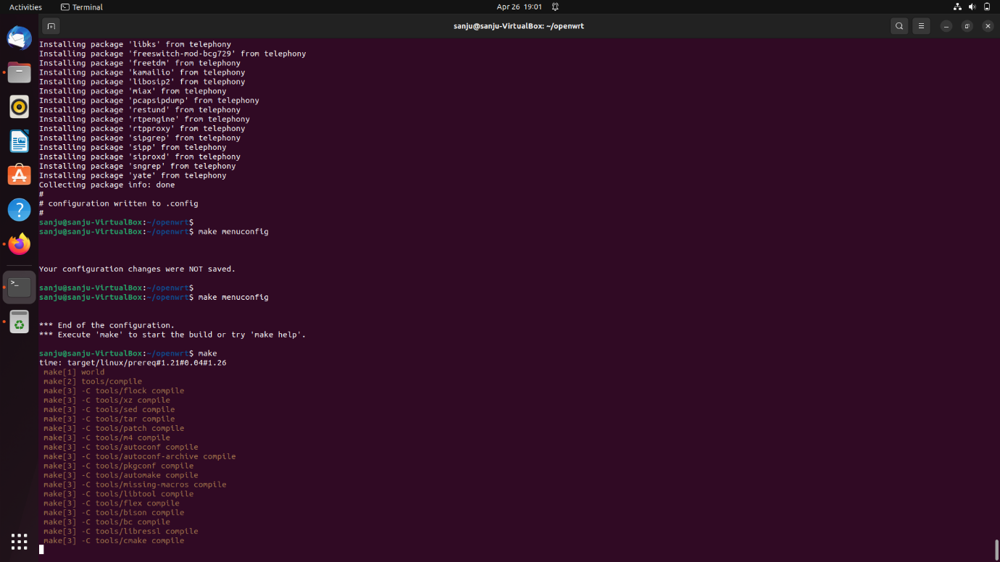 Activities
Terminal
Apr 26 19:01
sanju@sanju-VirtualBox: ~/openwrt
Installing package 'libks' from telephony
Installing package 'freeswitch-mod-bcg729' from telephony
Installing package 'freetdm' from telephony
Installing package 'kamailio' from telephony
Installing package 'libosip2' from telephony
Installing package 'miax' from telephony
Installing package 'pcapsipdump' from telephony
Installing package 'restund' from telephony
Installing package 'rtpengine' from telephony
Installing package 'rtpproxy' from telephony
Installing package 'sipgrep' from telephony
Installing package 'sipp' from telephony
Installing package 'siproxd' from telephony
Installing package 'sngrep' from telephony
Installing package 'yate' from telephony
Collecting package info: done
#
# configuration written to .config
#
sanju@sanju-VirtualBox:~/openwrt$
sanju@sanju-VirtualBox:~/openwrt$ make menuconfig
Your configuration changes were NOT saved.
sanju@sanju-VirtualBox:~/openwrt$
sanju@sanju-VirtualBox:~/openwrt$ make menuconfig
*** End of the configuration.
*** Execute 'make' to start the build or try 'make help'.
sanju@sanju-VirtualBox:~/openwrt$ make
time: target/linux/prereq#1.21#0.04#1.26
make[1] world
make[2] tools/compile
make[3] -C tools/flock compile
make[3] -C tools/xz compile
make[3] -C tools/sed compile
make[3] -C tools/tar compile
make[3] -C tools/patch compile
make[3] -C tools/m4 compile
make[3] -C tools/autoconf compile
make[3] -C tools/autoconf-archive compile
make[3] -C tools/pkgconf compile
make[3] -C tools/automake compile
make[3] -C tools/missing-macros compile
make[3] -C tools/libtool compile
make[3] -C tools/flex compile
make[3] -C tools/bison compile
make[3] -C tools/bc compile
make[3] -C tools/libressl compile
make[3] -C tools/cmake compile